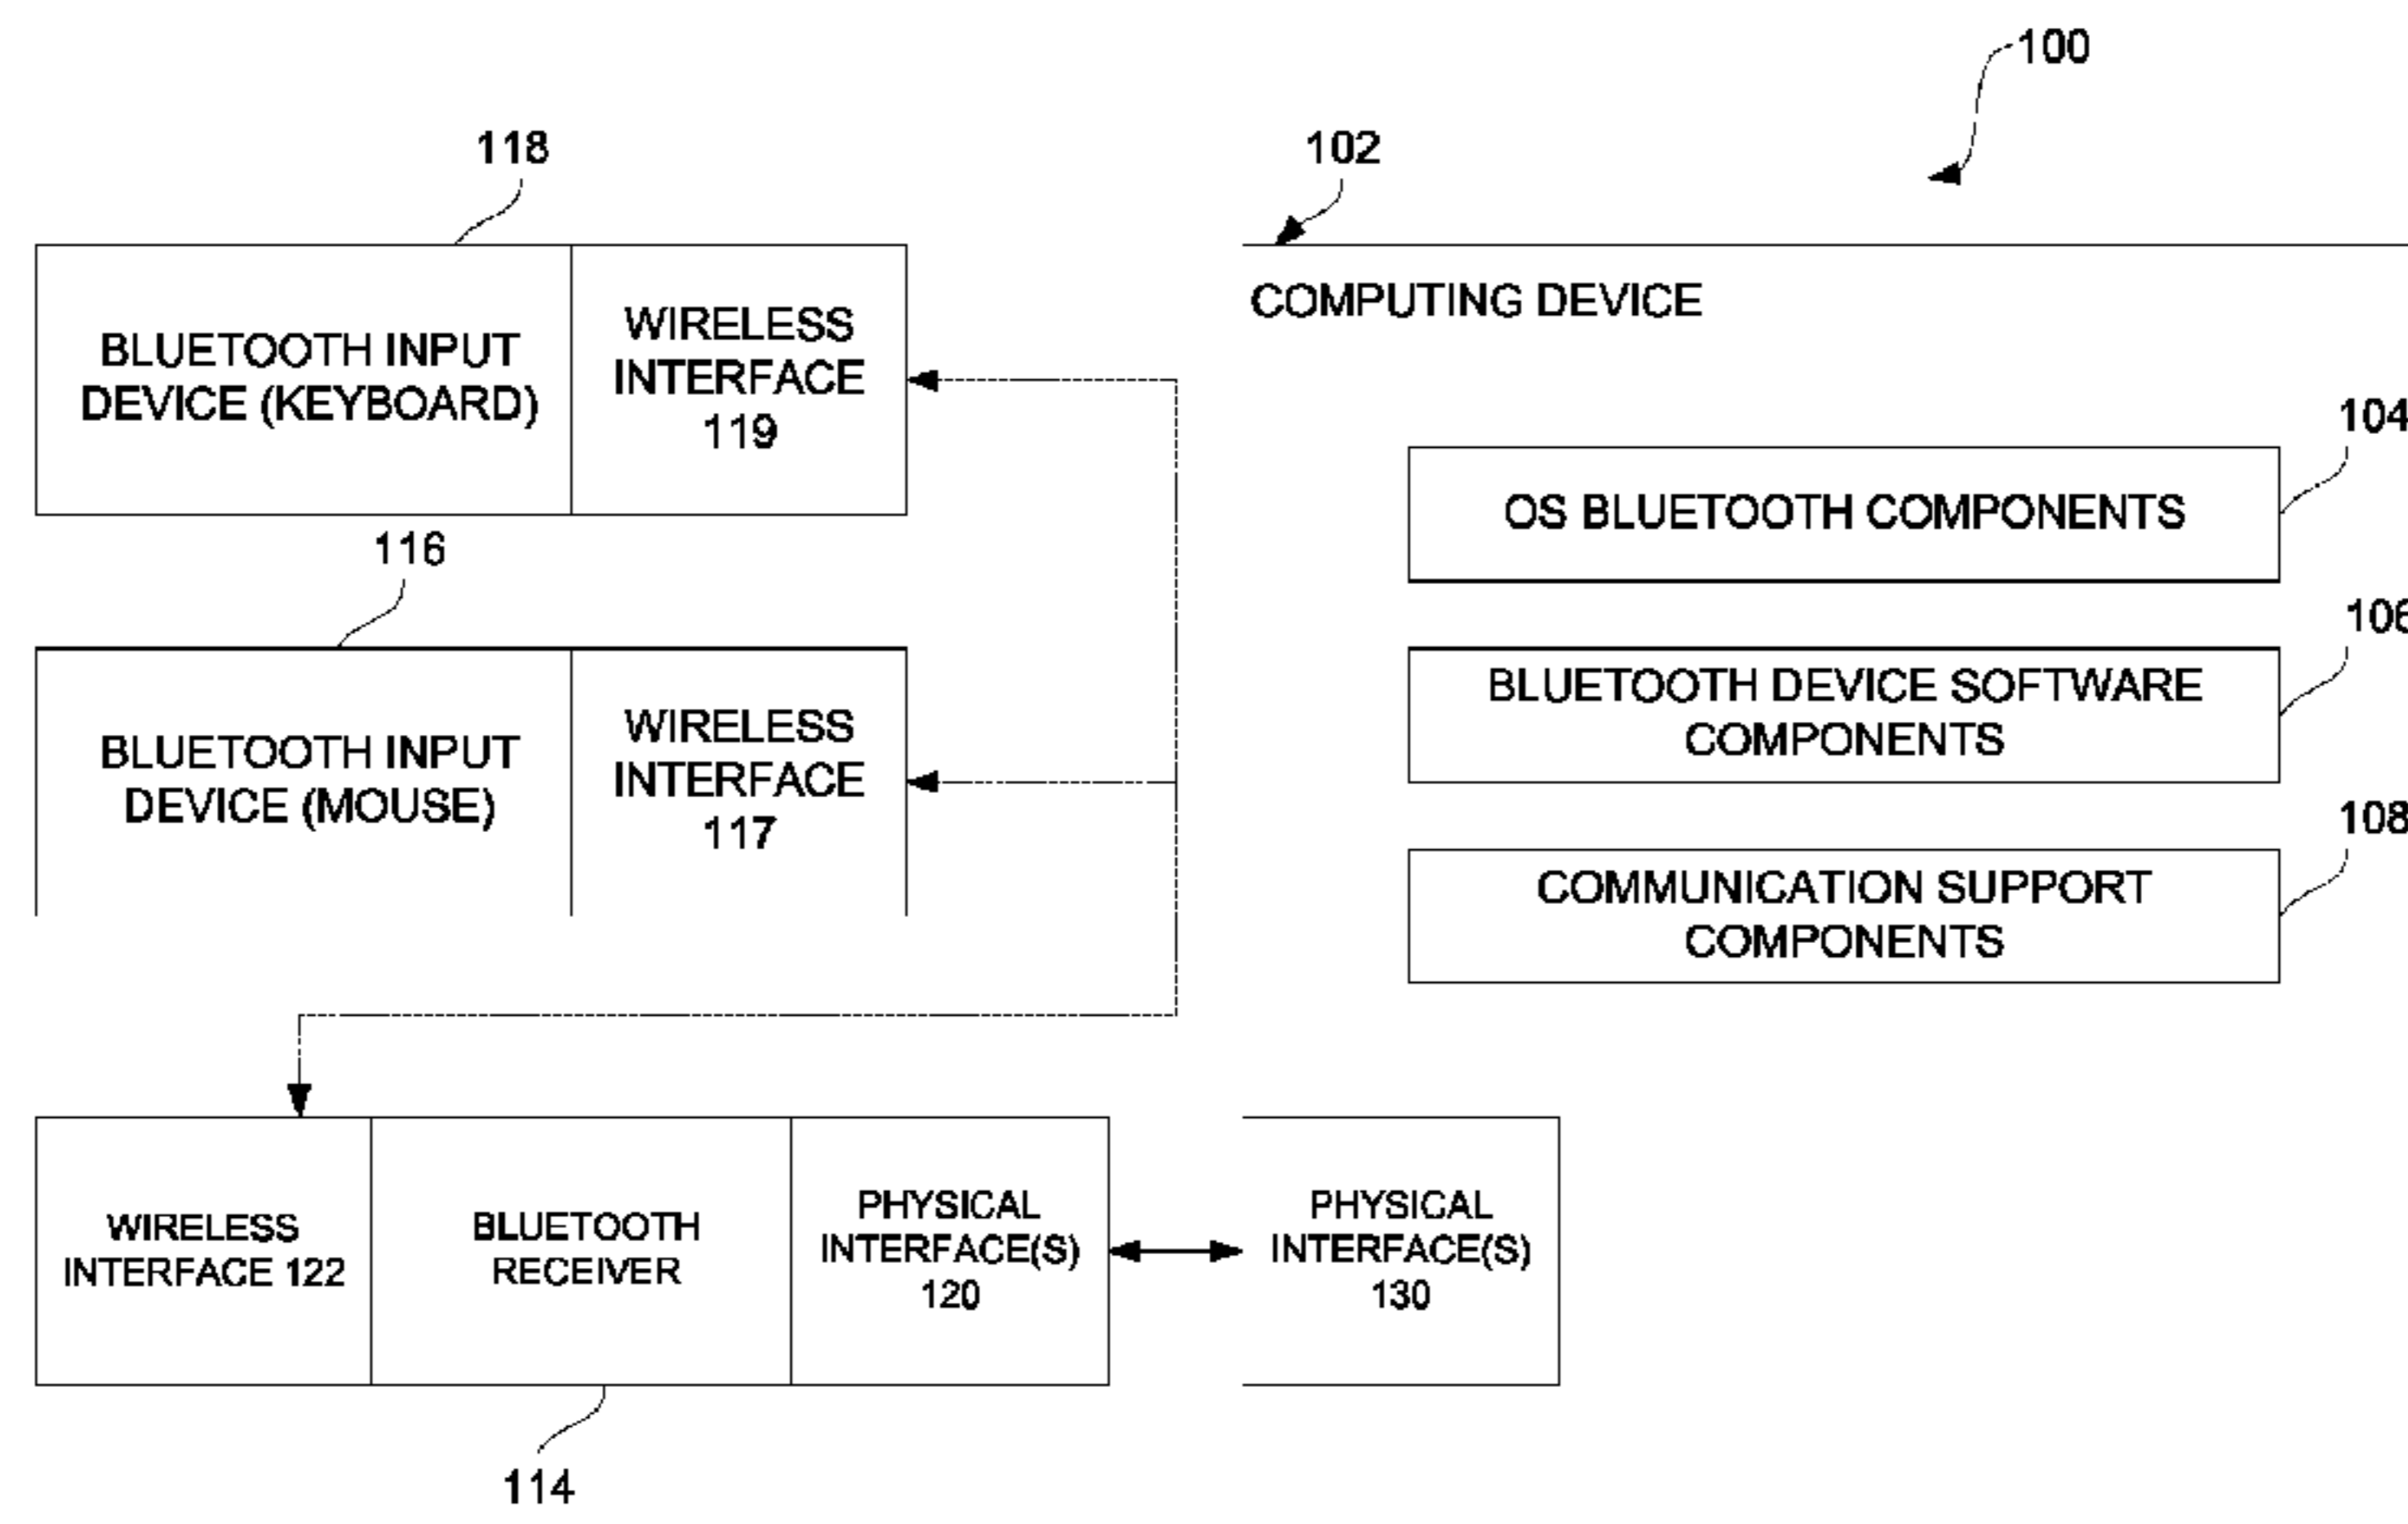 100
118
102
BLUETOOTH INPUT
DEVICE (KEYBOARD)
WIRELESS
INTERFACE
119
COMPUTING DEVICE
104
OS BLUETOOTH COMPONENTS
116
BLUETOOTH INPUT
DEVICE (MOUSE)
WIRELESS
INTERFACE
117
106
BLUETOOTH DEVICE SOFTWARE
COMPONENTS
108
COMMUNICATION SUPPORT
COMPONENTS
WIRELESS
INTERFACE 122
BLUETOOTH
RECEIVER
PHYSICAL
INTERFACE(S)
120
PHYSICAL
INTERFACE(S)
130
114